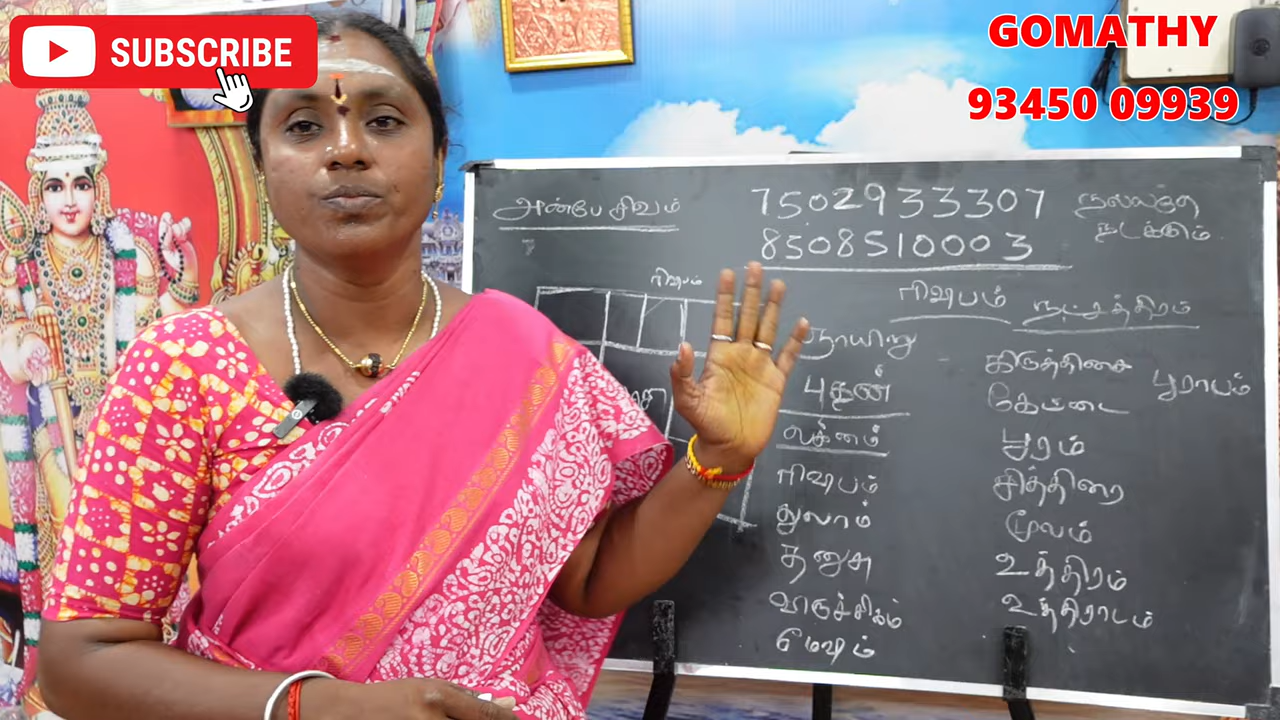 SUBSCRIBE
GOMATHY
93450 09939
அன்பே சிவம்
7502933307
8508510003
நல்லதே
நடக்கும்
ரிஷபம்
ரிஷபம் நட்சத்திரம்
ஞாயிறு
புதன்
லக்னம்
ரிஷபம்
துலாம்
தனுசு
விருச்சிகம்
மேஷம்
கிருத்திகை
கேட்டை
பூராடம்
பூரம்
சித்திரை
மூலம்
உத்திரம்
உத்திராடம்